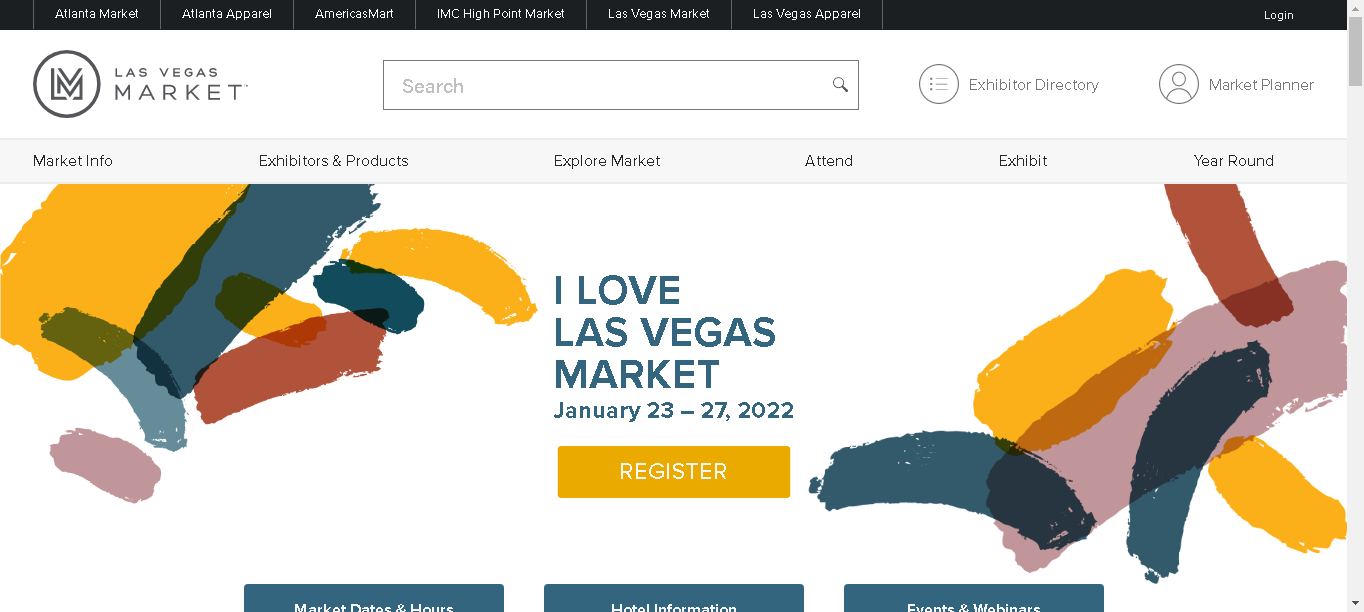 Atlanta Market
Atlanta Apparel
AmericasMart
IMC High Point Market
Las Vegas Market
Las Vegas Apparel
Login
LM
LAS VEGAS
MARKET
Search
Exhibitor Directory
Market Planner
Market Info
Exhibitors & Products
Explore Market
Attend
Exhibit
Year Round
I LOVE
LAS VEGAS
MARKET
January 23 – 27, 2022
REGISTER
Market Dates & Hours
Hotel Information
Events & Webinars